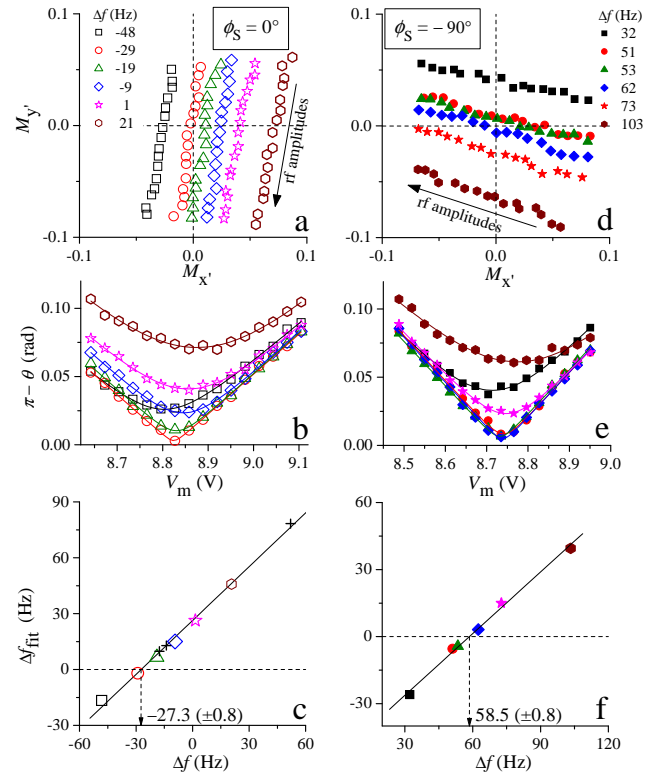 Δf (Hz)
-48
-29
-19
-9
1
21
ϕS = 0°
0.1
0.0
-0.1
My'
rf amplitudes
a
-0.1
0.0
0.1
Mx'
ϕS = − 90°
Δf (Hz)
32
51
53
62
73
103
0.1
0.0
-0.1
rf amplitudes
d
-0.1
0.0
0.1
Mx'
0.10
0.05
0.00
π − θ (rad)
b
8.7
8.8
8.9
9.0
9.1
Vm (V)
0.10
0.05
0.00
e
8.5
8.6
8.7
8.8
8.9
9.0
Vm (V)
90
60
30
0
-30
Δffit (Hz)
−27.3 (±0.8)
c
-60
-30
0
30
60
Δf (Hz)
60
30
0
-30
58.5 (±0.8)
f
30
60
90
120
Δf (Hz)